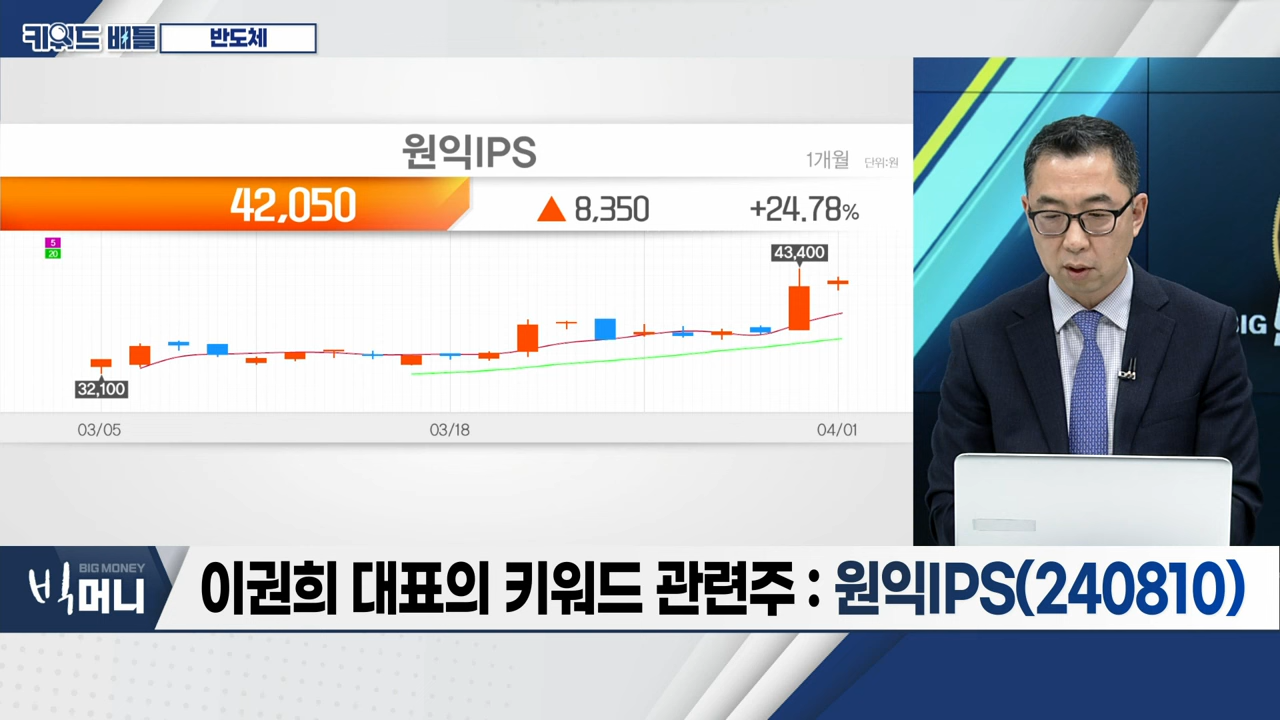 키워드 배틀
반도체
원익IPS
1개월 단위:원
42,050
▲ 8,350
+24.78%
5
20
43,400
32,100
03/05
03/18
04/01
BIG
BIG MONEY
빅머니
이권희 대표의 키워드 관련주 : 원익IPS(240810)